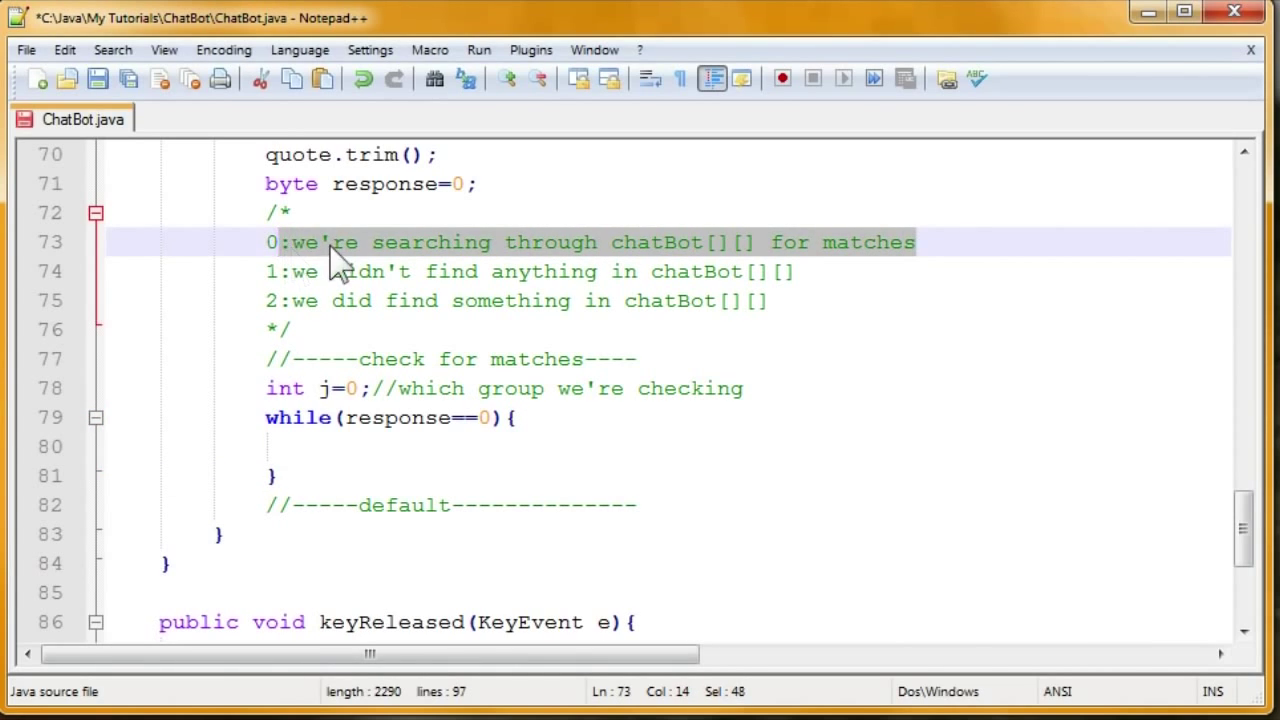 *C:\Java\My Tutorials\ChatBot\ChatBot.java - Notepad++
File Edit Search View Encoding Language Settings Macro Run Plugins Window ? X
ABC
ChatBot.java
70 quote.trim();
71 byte response=0;
72 /*
73 0:we're searching through chatBot[][] for matches
74 1:we didn't find anything in chatBot[][]
75 2:we did find something in chatBot[][]
76 */
77 //-----check for matches----
78 int j=0;//which group we're checking
79 while(response==0){
80
81 }
82 //-----default--------------
83 }
84 }
85
86 public void keyReleased(KeyEvent e){
Java source file length : 2290 lines : 97 Ln : 73 Col : 14 Sel : 48 Dos\Windows ANSI INS